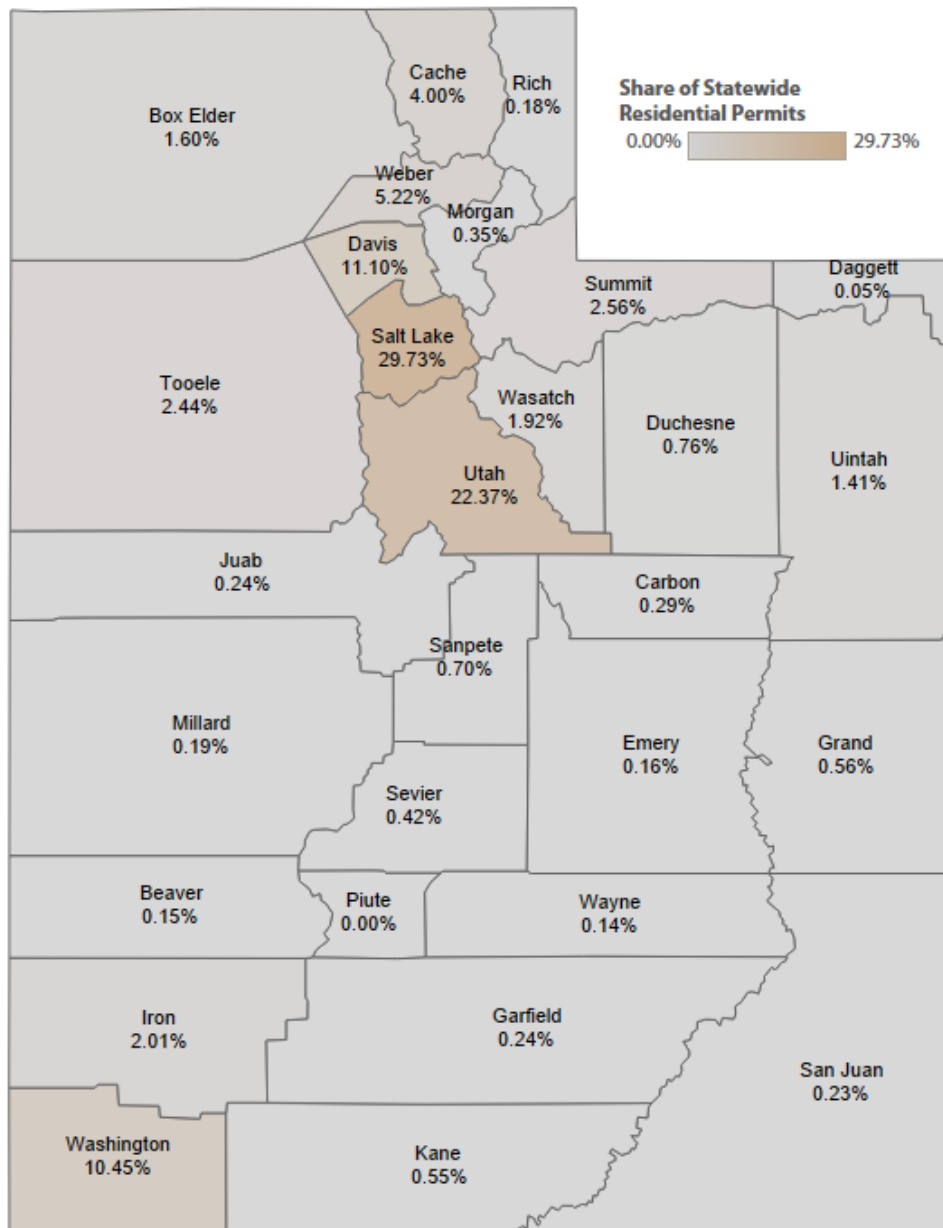 Cache
4.00%
Rich
0.18%
Share of Statewide
Residential Permits
0.00%
29.73%
Box Elder
1.60%
Weber
5.22%
Morgan
0.35%
Davis
11.10%
Summit
2.56%
Daggett
0.05%
Salt Lake
29.73%
Tooele
2.44%
Wasatch
1.92%
Duchesne
0.76%
Uintah
1.41%
Utah
22.37%
Juab
0.24%
Carbon
0.29%
Sanpete
0.70%
Millard
0.19%
Emery
0.16%
Grand
0.56%
Sevier
0.42%
Beaver
0.15%
Piute
0.00%
Wayne
0.14%
Iron
2.01%
Garfield
0.24%
San Juan
0.23%
Washington
10.45%
Kane
0.55%